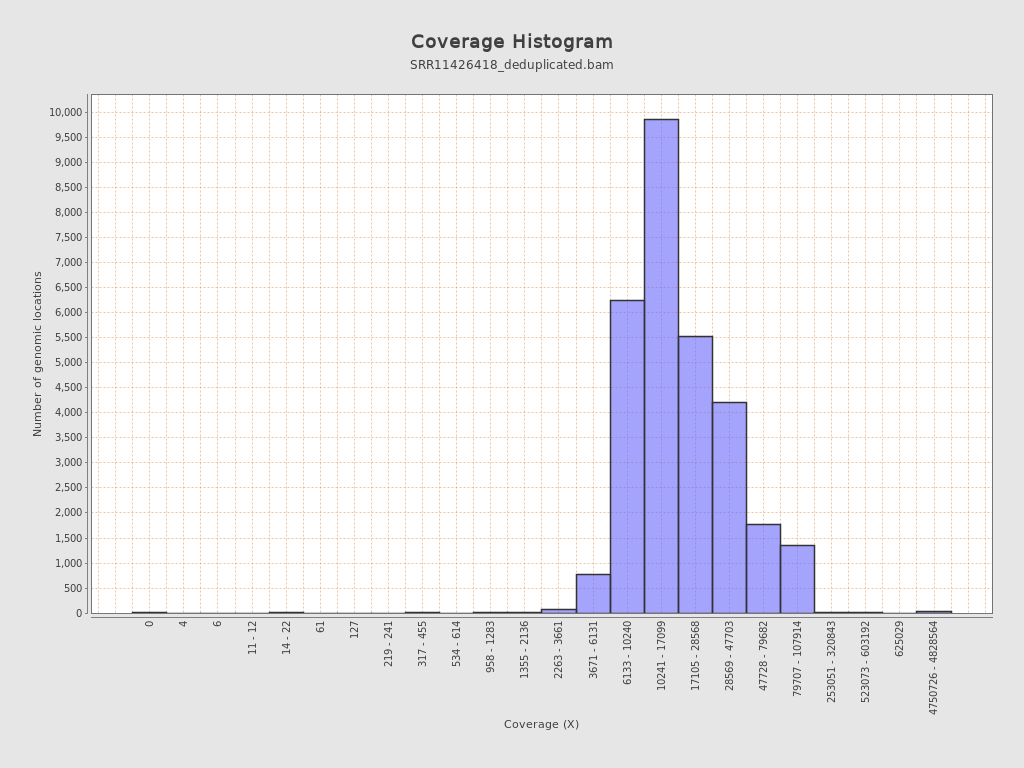 Coverage Histogram
SRR11426418_deduplicated.bam
10,000
9,500
9,000
8,500
8,000
7,500
7,000
6,500
6,000
5,500
5,000
4,500
4,000
3,500
3,000
2,500
2,000
1,500
1,000
500
0
Number of genomic locations
0
4
6
11 - 12
14 - 22
61
127
219 - 241
317 - 455
534 - 614
958 - 1283
1355 - 2136
2263 - 3661
3671 - 6131
6133 - 10240
10241 - 17099
17105 - 28568
28569 - 47703
47728 - 79682
79707 - 107914
253051 - 320843
523073 - 603192
625029
4750726 - 4828564
Coverage (X)